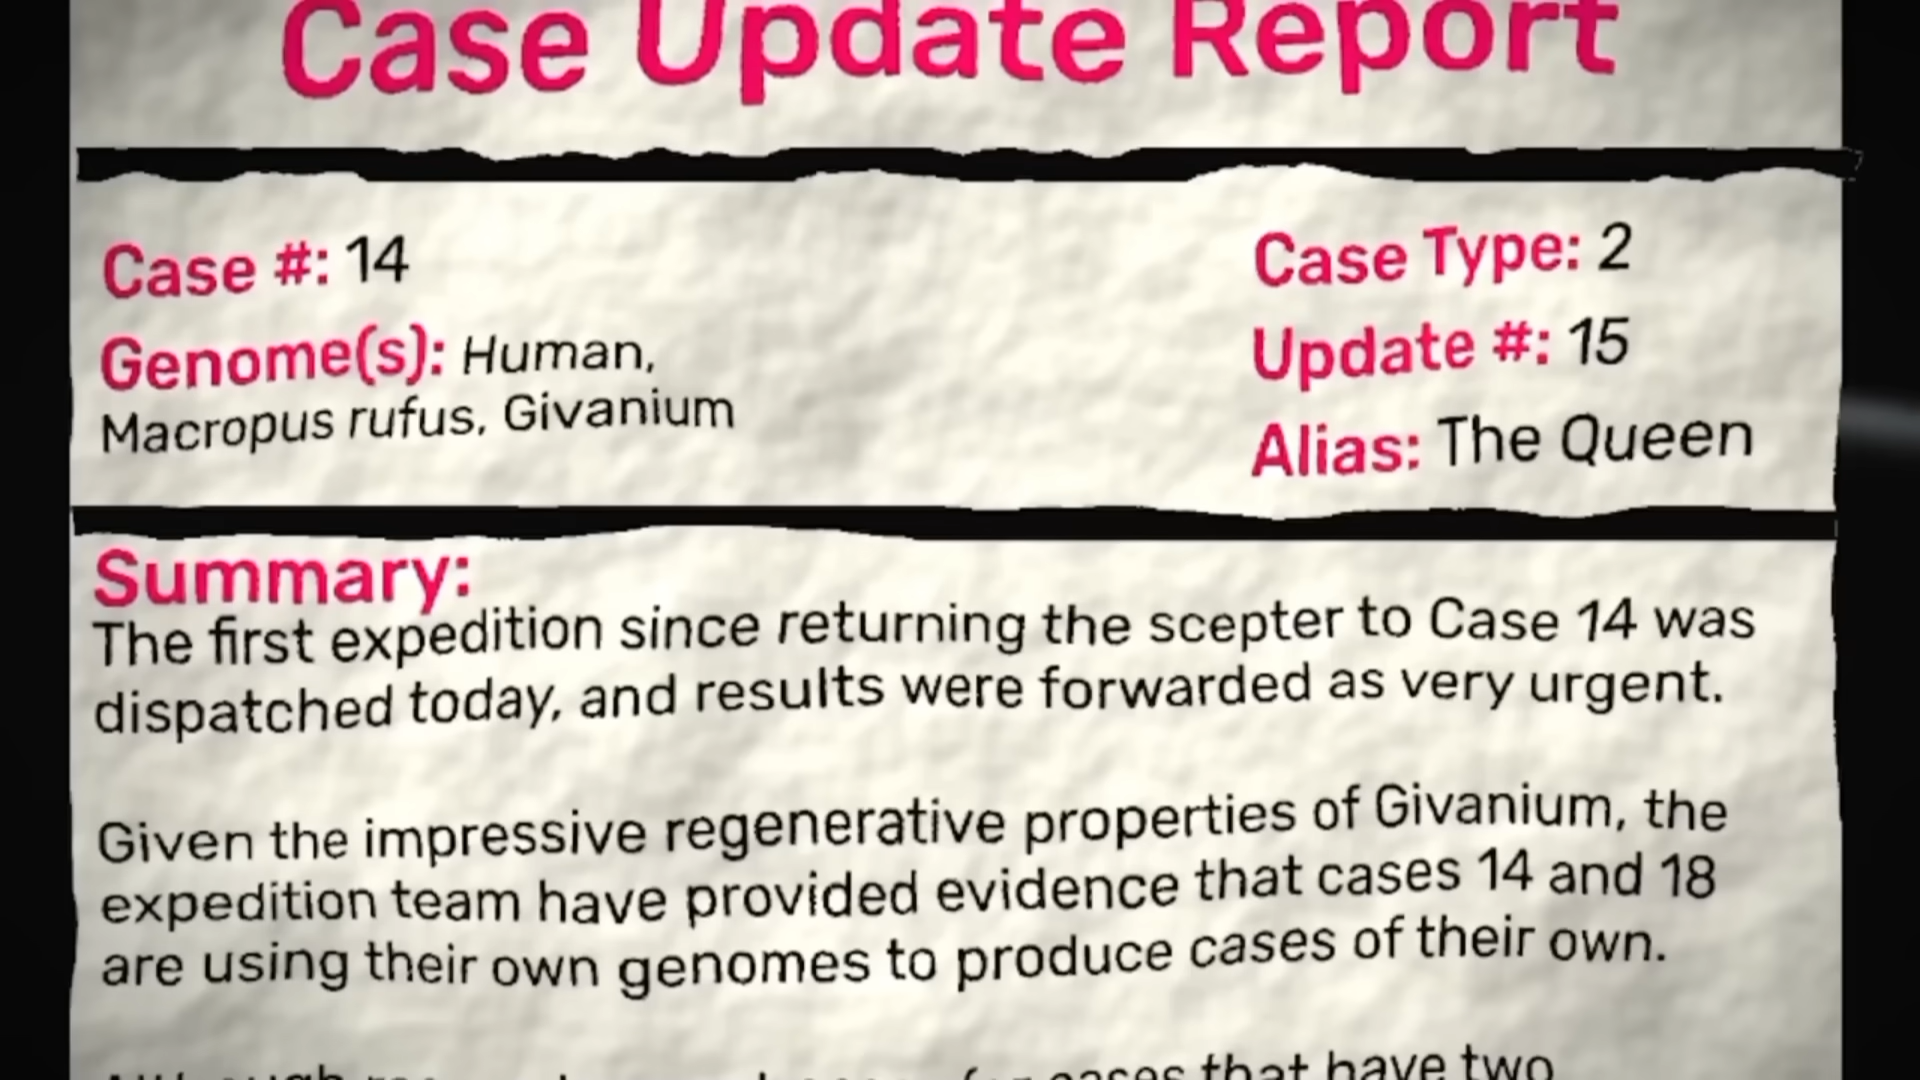 Case Update Report
Case #: 14
Genome(s): Human,
Macropus rufus, Givanium
Case Type: 2
Update #: 15
Alias: The Queen
Summary:
The first expedition since returning the scepter to Case 14 was
dispatched today, and results were forwarded as very urgent.
Given the impressive regenerative properties of Givanium, the
expedition team have provided evidence that cases 14 and 18
are using their own genomes to produce cases of their own.
cases that have two